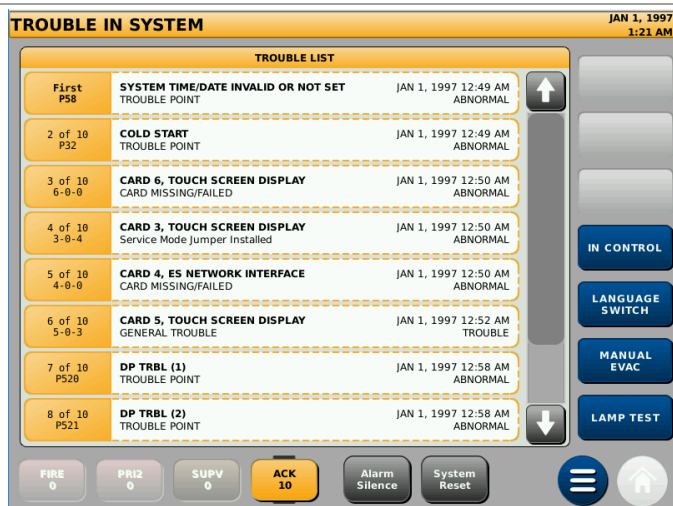 TROUBLE IN SYSTEM
JAN 1, 1997
1:21 AM
TROUBLE LIST
First
P58
SYSTEM TIME/DATE INVALID OR NOT SET
JAN 1, 1997 12:49 AM
TROUBLE POINT
ABNORMAL
2 of 10
P32
COLD START
JAN 1, 1997 12:49 AM
TROUBLE POINT
ABNORMAL
3 of 10
6-0-0
CARD 6, TOUCH SCREEN DISPLAY
JAN 1, 1997 12:50 AM
CARD MISSING/FAILED
ABNORMAL
4 of 10
3-0-4
CARD 3, TOUCH SCREEN DISPLAY
JAN 1, 1997 12:50 AM
Service Mode Jumper Installed
ABNORMAL
5 of 10
4-0-0
CARD 4, ES NETWORK INTERFACE
JAN 1, 1997 12:50 AM
CARD MISSING/FAILED
ABNORMAL
6 of 10
5-0-3
CARD 5, TOUCH SCREEN DISPLAY
JAN 1, 1997 12:52 AM
GENERAL TROUBLE
TROUBLE
7 of 10
P520
DP TRBL (1)
JAN 1, 1997 12:58 AM
TROUBLE POINT
ABNORMAL
8 of 10
P521
DP TRBL (2)
JAN 1, 1997 12:58 AM
TROUBLE POINT
ABNORMAL
IN CONTROL
LANGUAGE
SWITCH
MANUAL
EVAC
LAMP TEST
FIRE
0
PRI2
0
SUPV
0
ACK
10
Alarm
Silence
System
Reset